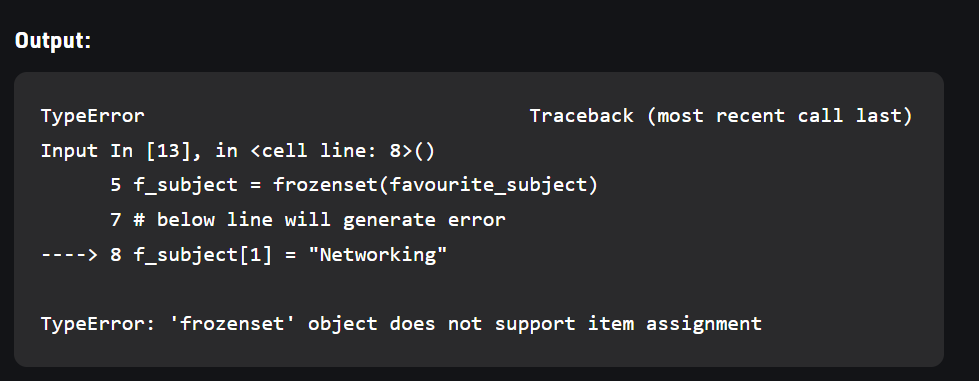 Output:
TypeError                                Traceback (most recent call last)
Input In [13], in <cell line: 8>()
      5 f_subject = frozenset(favourite_subject)
      7 # below line will generate error
----> 8 f_subject[1] = "Networking"
TypeError: 'frozenset' object does not support item assignment